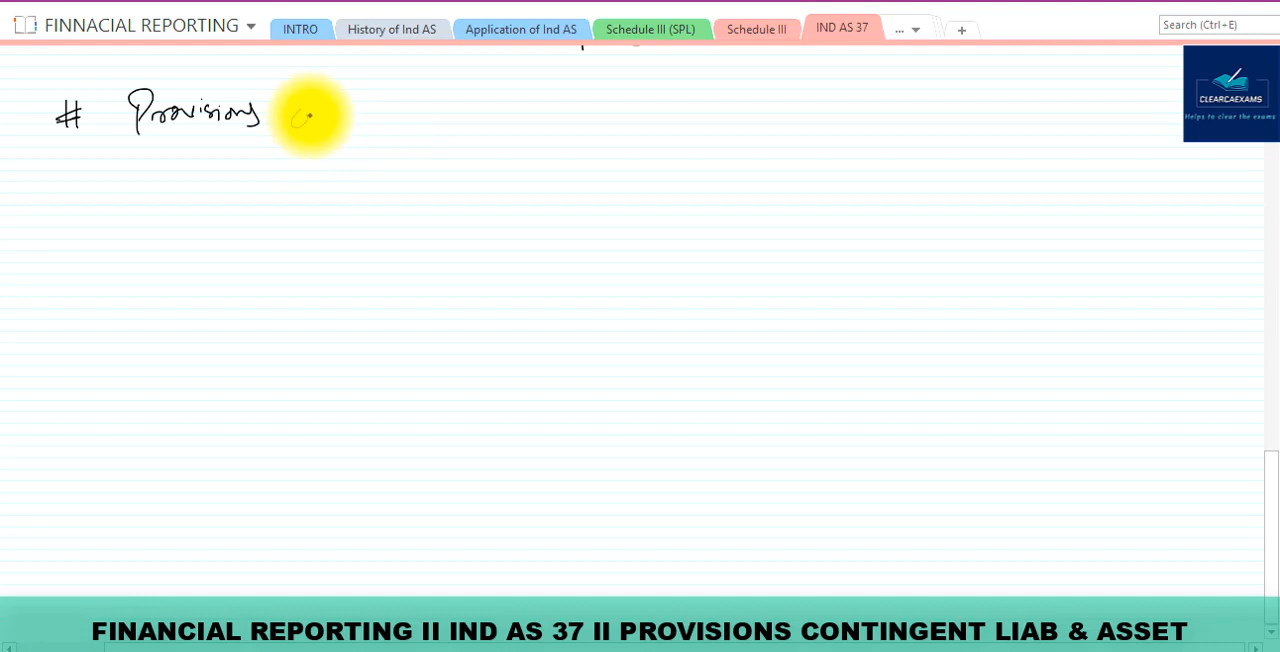 FINNACIAL REPORTING
INTRO
History of Ind AS
Application of Ind AS
Schedule III (SPL)
Schedule III
IND AS 37
...
+
Search (Ctrl+E)
CLEARCAEXAMS
Helps to clear the exams
# Provisions
FINANCIAL REPORTING II IND AS 37 II PROVISIONS CONTINGENT LIAB & ASSET